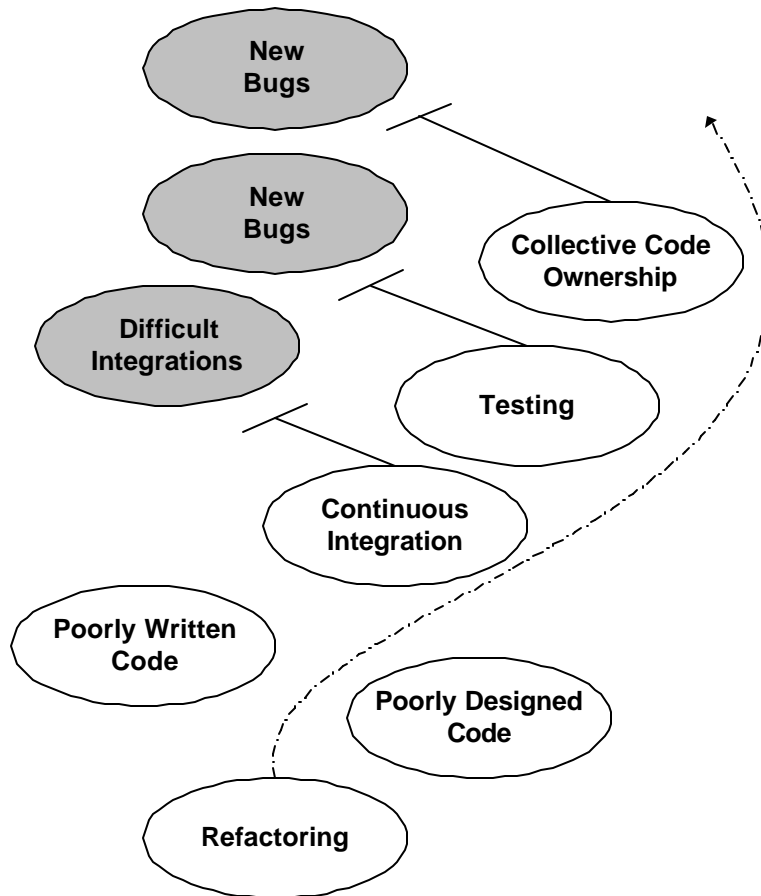 New
Bugs
New
Bugs
Collective Code
Ownership
Difficult
Integrations
Testing
Continuous
Integration
Poorly Written
Code
Poorly Designed
Code
Refactoring